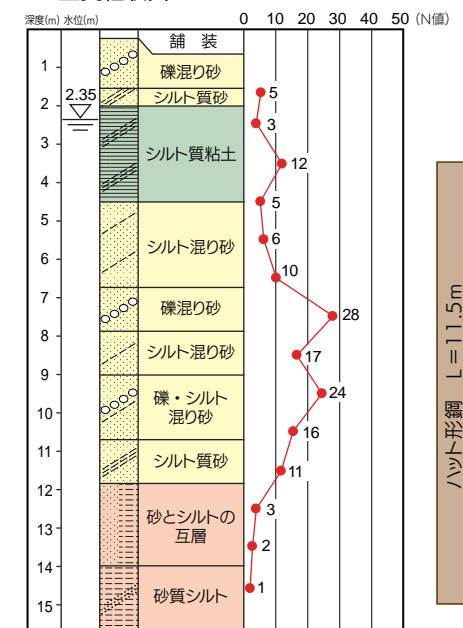 深度(m) 水位(m) 0 10 20 30 40 50 (N値)
舗 装
1
礫混り砂
シルト質砂
5
2
2.35
3
3
シルト質粘土
12
4
5
5
シルト混り砂
6
6
10
7
礫混り砂
28
8
シルト混り砂
17
9
礫・シルト
混り砂
24
10
16
11
シルト質砂
11
12
3
砂とシルトの
互層
13
2
14
砂質シルト
1
15
ハット形鋼 L=11.5m